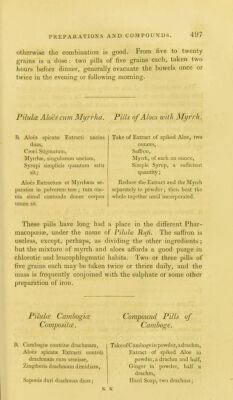 PREPARATIONS AND COMPOUNDS. 497
otherwise the combination is good. From five to twenty
grains is a dose: two pills of five grains each, taken two
hours before dinner, generally evacuate the bowels once or
twice in the evening or following morning.
Pilulæ Aloës cum Myrrha.
℞ Aloës spicatæ Extracti uncias
duas,
Croci Stigmatum,
Myrrhæ, singulorum unciam,
Syrupi simplicis quantum satis
sit;
Aloës Extractum et Myrrham se-
paratim in pulverem tere; tum om-
nia simul contunde donec corpus
unum sit.
Pills of Aloes with Myrrh.
Take of Extract of spiked Aloe, two
ounces,
Saffron,
Myrrh, of each an ounce,
Simple Syrup, a sufficient
quantity;
Reduce the Extract and the Myrrh
separately to powder; then beat the
whole together until incorporated.
These pills have long had a place in the different Phar-
macopœiæ, under the name of Pilulæ Rufi. The saffron is
useless, except, perhaps, as dividing the other ingredients;
but the mixture of myrrh and aloes affords a good purge in
chlorotic and leucophlegmatic habits. Two or three pills of
five grains each may be taken twice or thrice daily, and the
mass is frequently conjoined with the sulphate or some other
preparation of iron.
Pilulæ Cambogiæ
Compositæ.
℞ Cambogiæ contritæ drachmam,
Aloës spicatæ Extracti contriti
drachmam cum semisse,
Zingiberis drachmam dimidiam,
Saponis duri drachmas duas;
Compound Pills of
Camboge.
Take of Camboge in powder, a drachm,
Extract of spiked Aloe in
powder, a drachm and half,
Ginger in powder, half a
drachm,
Hard Soap, two drachms;
K K